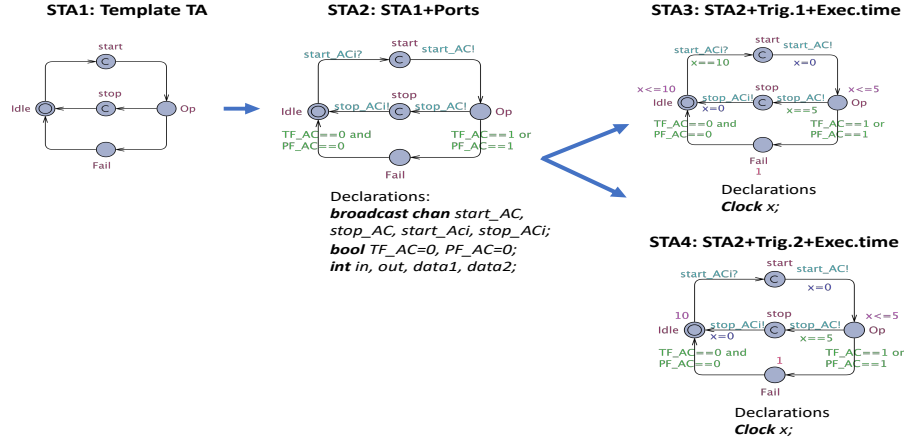 STA1: Template TA
start
C
stop
Idle
C
Op
Fail
STA2: STA1+Ports
start
start_ACi?
start_AC!
C
stop
Idle
stop_ACi!
C
stop_AC!
Op
TF_AC==0 and
PF_AC==0
TF_AC==1 or
PF_AC==1
Fail
Declarations:
broadcast chan start_AC,
stop_AC, start_Aci, stop_ACi;
bool TF_AC=0, PF_AC=0;
int in, out, data1, data2;
STA3: STA2+Trig.1+Exec.time
start
start_ACi?
start_AC!
x==10
C
x=0
x<=10
stop
x<=5
Idle
stop_ACi!
C
stop_AC!
Op
x=0
x==5
TF_AC==0 and
PF_AC==0
TF_AC==1 or
PF_AC==1
Fail
1
Declarations
Clock x;
STA4: STA2+Trig.2+Exec.time
start
start_ACi?
start_AC!
C
x=0
10
stop
x<=5
Idle
stop_ACi!
C
stop_AC!
Op
x=0
x==5
TF_AC==0 and
PF_AC==0
TF_AC==1 or
PF_AC==1
1
Fail
Declarations
Clock x;